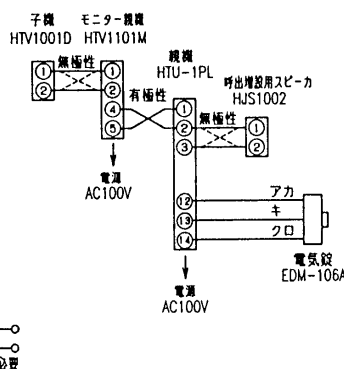 子機
HTV1001D
モニター親機
HTV1101M
無極性
①
②
①
②
④
⑤
有極性
電源
AC100V
親機
HTU-1PL
①
②
③
⑫
⑬
⑭
無極性
呼出増設用スピーカ
HJS1002
①
②
アカ
キ
クロ
電気錠
EDM-106A
電源
AC100V
必要